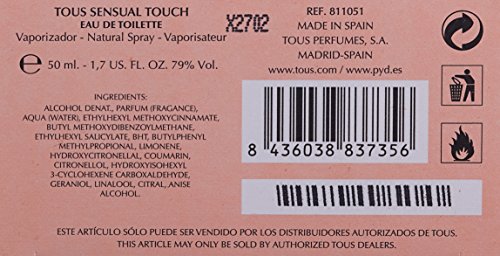 TOUS SENSUAL TOUCH
EAU DE TOILETTE
Vaporizador - Natural Spray - Vaporisateur
℮ 50 ml. - 1,7 US. FL. OZ. 79% Vol.
INGREDIENTS:
ALCOHOL DENAT., PARFUM (FRAGANCE),
AQUA (WATER), ETHYLHEXYL METHOXYCINNAMATE,
BUTYL METHOXYDIBENZOYLMETHANE,
ETHYLHEXYL SALICYLATE, BHT, BUTYLPHENYL
METHYLPROPIONAL, LIMONENE,
HYDROXYCITRONELLAL, COUMARIN,
CITRONELLOL, HYDROXYISOHEXYL
3-CYCLOHEXENE CARBOXALDEHYDE,
GERANIOL, LINALOOL, CITRAL, ANISE
ALCOHOL.
X2702
REF. 811051
MADE IN SPAIN
TOUS PERFUMES, S.A.
MADRID-SPAIN
www.tous.com / www.pyd.es
8 436038 837356
ESTE ARTÍCULO SÓLO PUEDE SER VENDIDO POR LOS DISTRIBUIDORES AUTORIZADOS DE TOUS.
THIS ARTICLE MAY ONLY BE SOLD BY AUTHORIZED TOUS DEALERS.